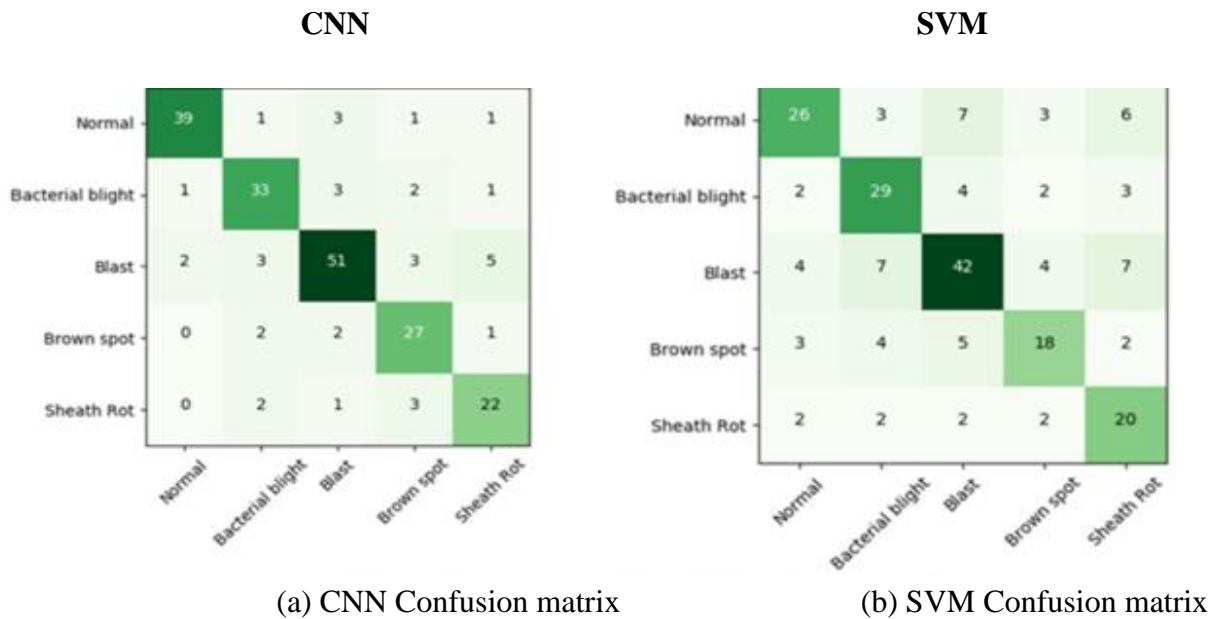 CNN SVM
Normal 39 1 3 1 1
Bacterial blight 1 33 3 2 1
Blast 2 3 51 3 5
Brown spot 0 2 2 27 1
Sheath Rot 0 2 1 3 22
Normal Bacterial blight Blast Brown spot Sheath Rot
Normal 26 3 7 3 6
Bacterial blight 2 29 4 2 3
Blast 4 7 42 4 7
Brown spot 3 4 5 18 2
Sheath Rot 2 2 2 2 20
Normal Bacterial blight Blast Brown spot Sheath Rot
(a) CNN Confusion matrix (b) SVM Confusion matrix